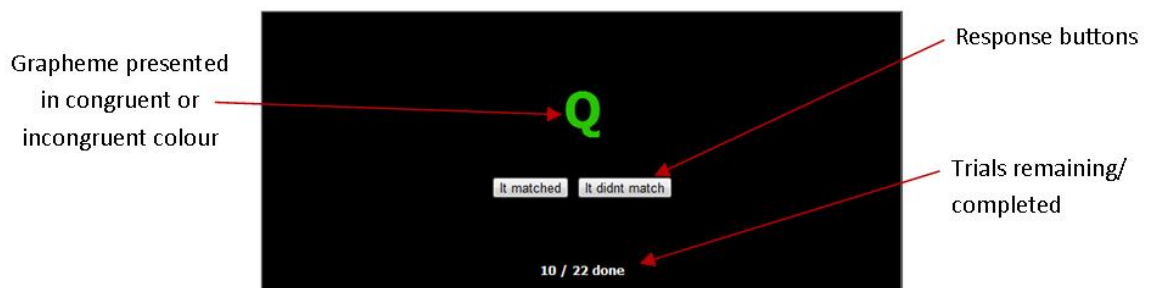 Grapheme presented
in congruent or
incongruent colour
Q
It matched
It didnt match
10 / 22 done
Response buttons
Trials remaining/
completed